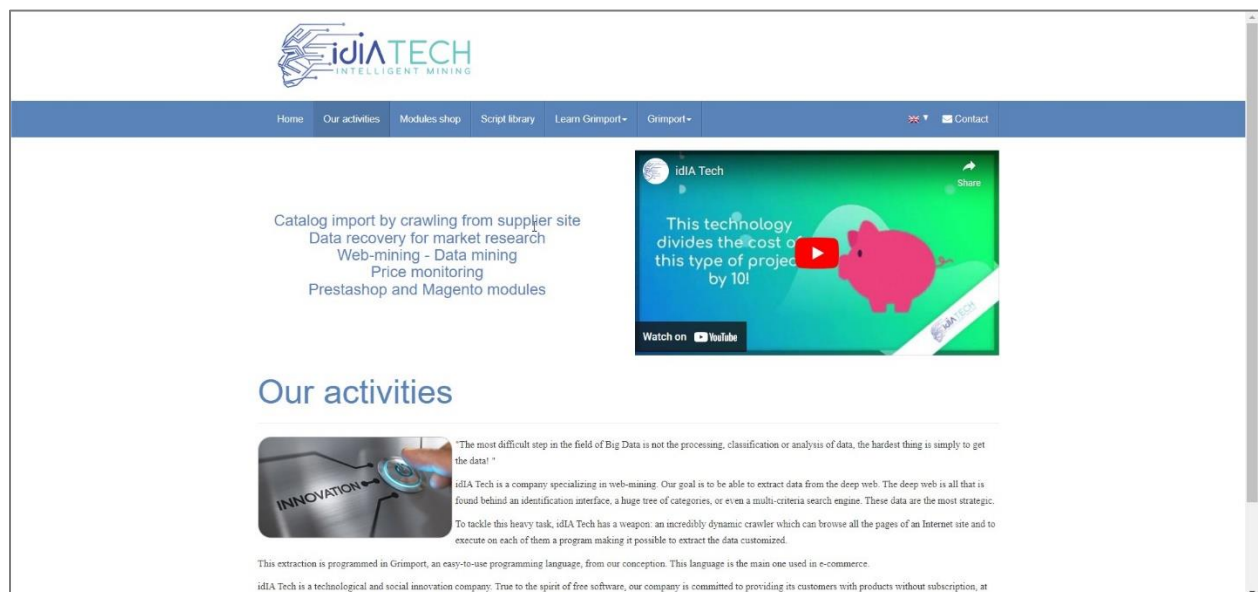 idiATECH
INTELLIGENT MINING
Home Our activities Modules shop Script library Learn Grimport Grimport Contact
idIA Tech
Share
This technology
divides the cost of
this type of projec
by 10!
Watch on YouTube
idiATECH
Catalog import by crawling from supplier site
Data recovery for market research
Web-mining - Data mining
Price monitoring
Prestashop and Magento modules
Our activities
INNOVATION
"The most difficult step in the field of Big Data is not the processing, classification or analysis of data, the hardest thing is simply to get
the data! "
idIA Tech is a company specializing in web-mining. Our goal is to be able to extract data from the deep web. The deep web is all that is
found behind an identification interface, a huge tree of categories, or even a multi-criteria search engine. These data are the most strategic.
To tackle this heavy task, idIA Tech has a weapon: an incredibly dynamic crawler which can browse all the pages of an Internet site and to
execute on each of them a program making it possible to extract the data customized.
This extraction is programmed in Grimport, an easy-to-use programming language, from our conception. This language is the main one used in e-commerce.
idIA Tech is a technological and social innovation company. True to the spirit of free software, our company is committed to providing its customers with products without subscription, at